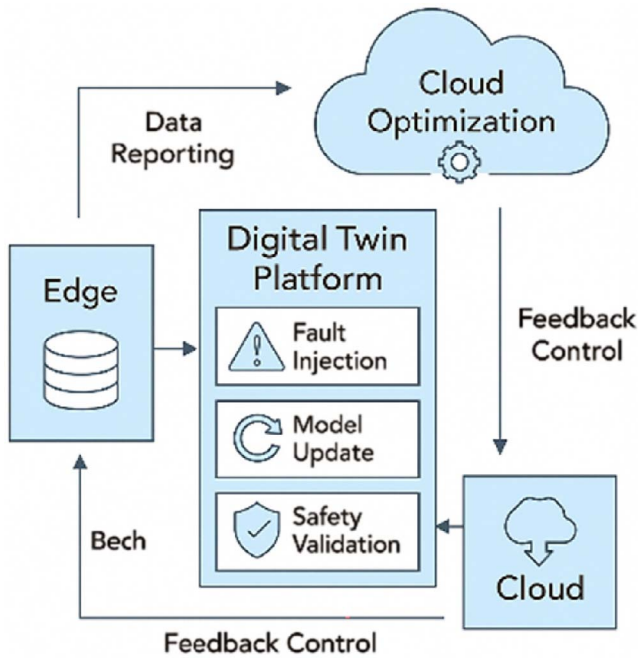 Cloud
Optimization
Data
Reporting
Digital Twin
Platform
Edge
Fault
Injection
Feedback
Control
Model
Update
Safety
Validation
Bech
Cloud
Feedback Control